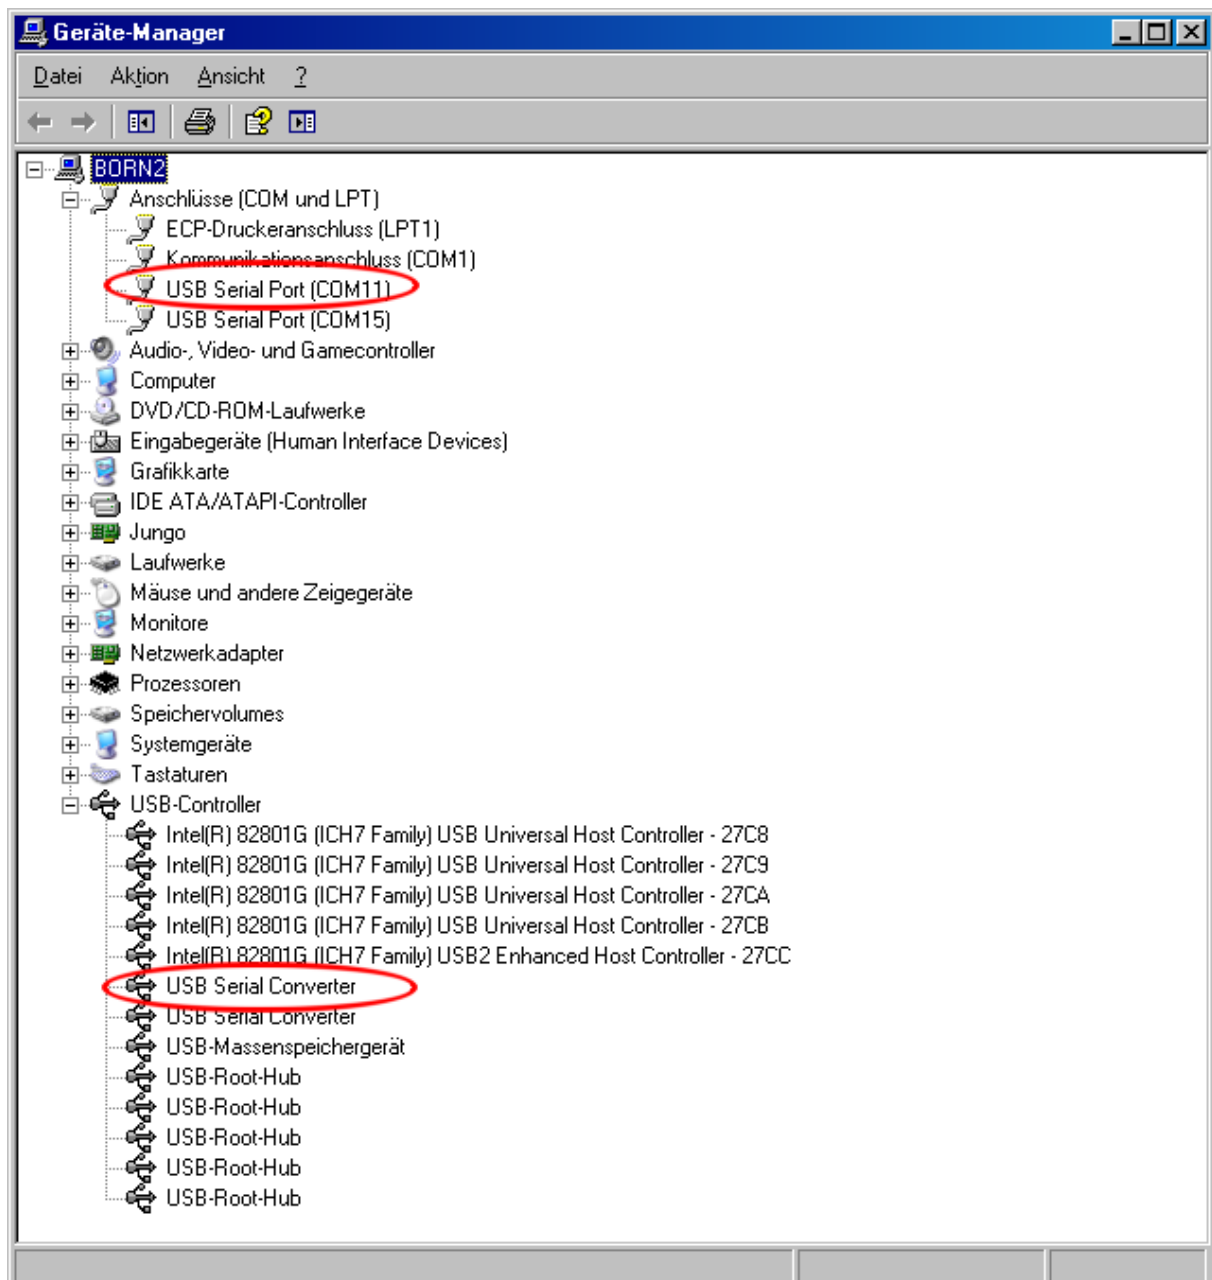 Geräte-Manager
Datei Aktion Ansicht ?
BORN2
Anschlüsse (COM und LPT)
ECP-Druckeranschluss (LPT1)
Kommunikationsanschluss (COM1)
USB Serial Port (COM11)
USB Serial Port (COM15)
Audio-, Video- und Gamecontroller
Computer
DVD/CD-ROM-Laufwerke
Eingabegeräte (Human Interface Devices)
Grafikkarte
IDE ATA/ATAPI-Controller
Jungo
Laufwerke
Mäuse und andere Zeigegeräte
Monitore
Netzwerkadapter
Prozessoren
Speichervolumes
Systemgeräte
Tastaturen
USB-Controller
Intel(R) 82801G (ICH7 Family) USB Universal Host Controller - 27C8
Intel(R) 82801G (ICH7 Family) USB Universal Host Controller - 27C9
Intel(R) 82801G (ICH7 Family) USB Universal Host Controller - 27CA
Intel(R) 82801G (ICH7 Family) USB Universal Host Controller - 27CB
Intel(R) 82801G (ICH7 Family) USB2 Enhanced Host Controller - 27CC
USB Serial Converter
USB Serial Converter
USB-Massenspeichergerät
USB-Root-Hub
USB-Root-Hub
USB-Root-Hub
USB-Root-Hub
USB-Root-Hub